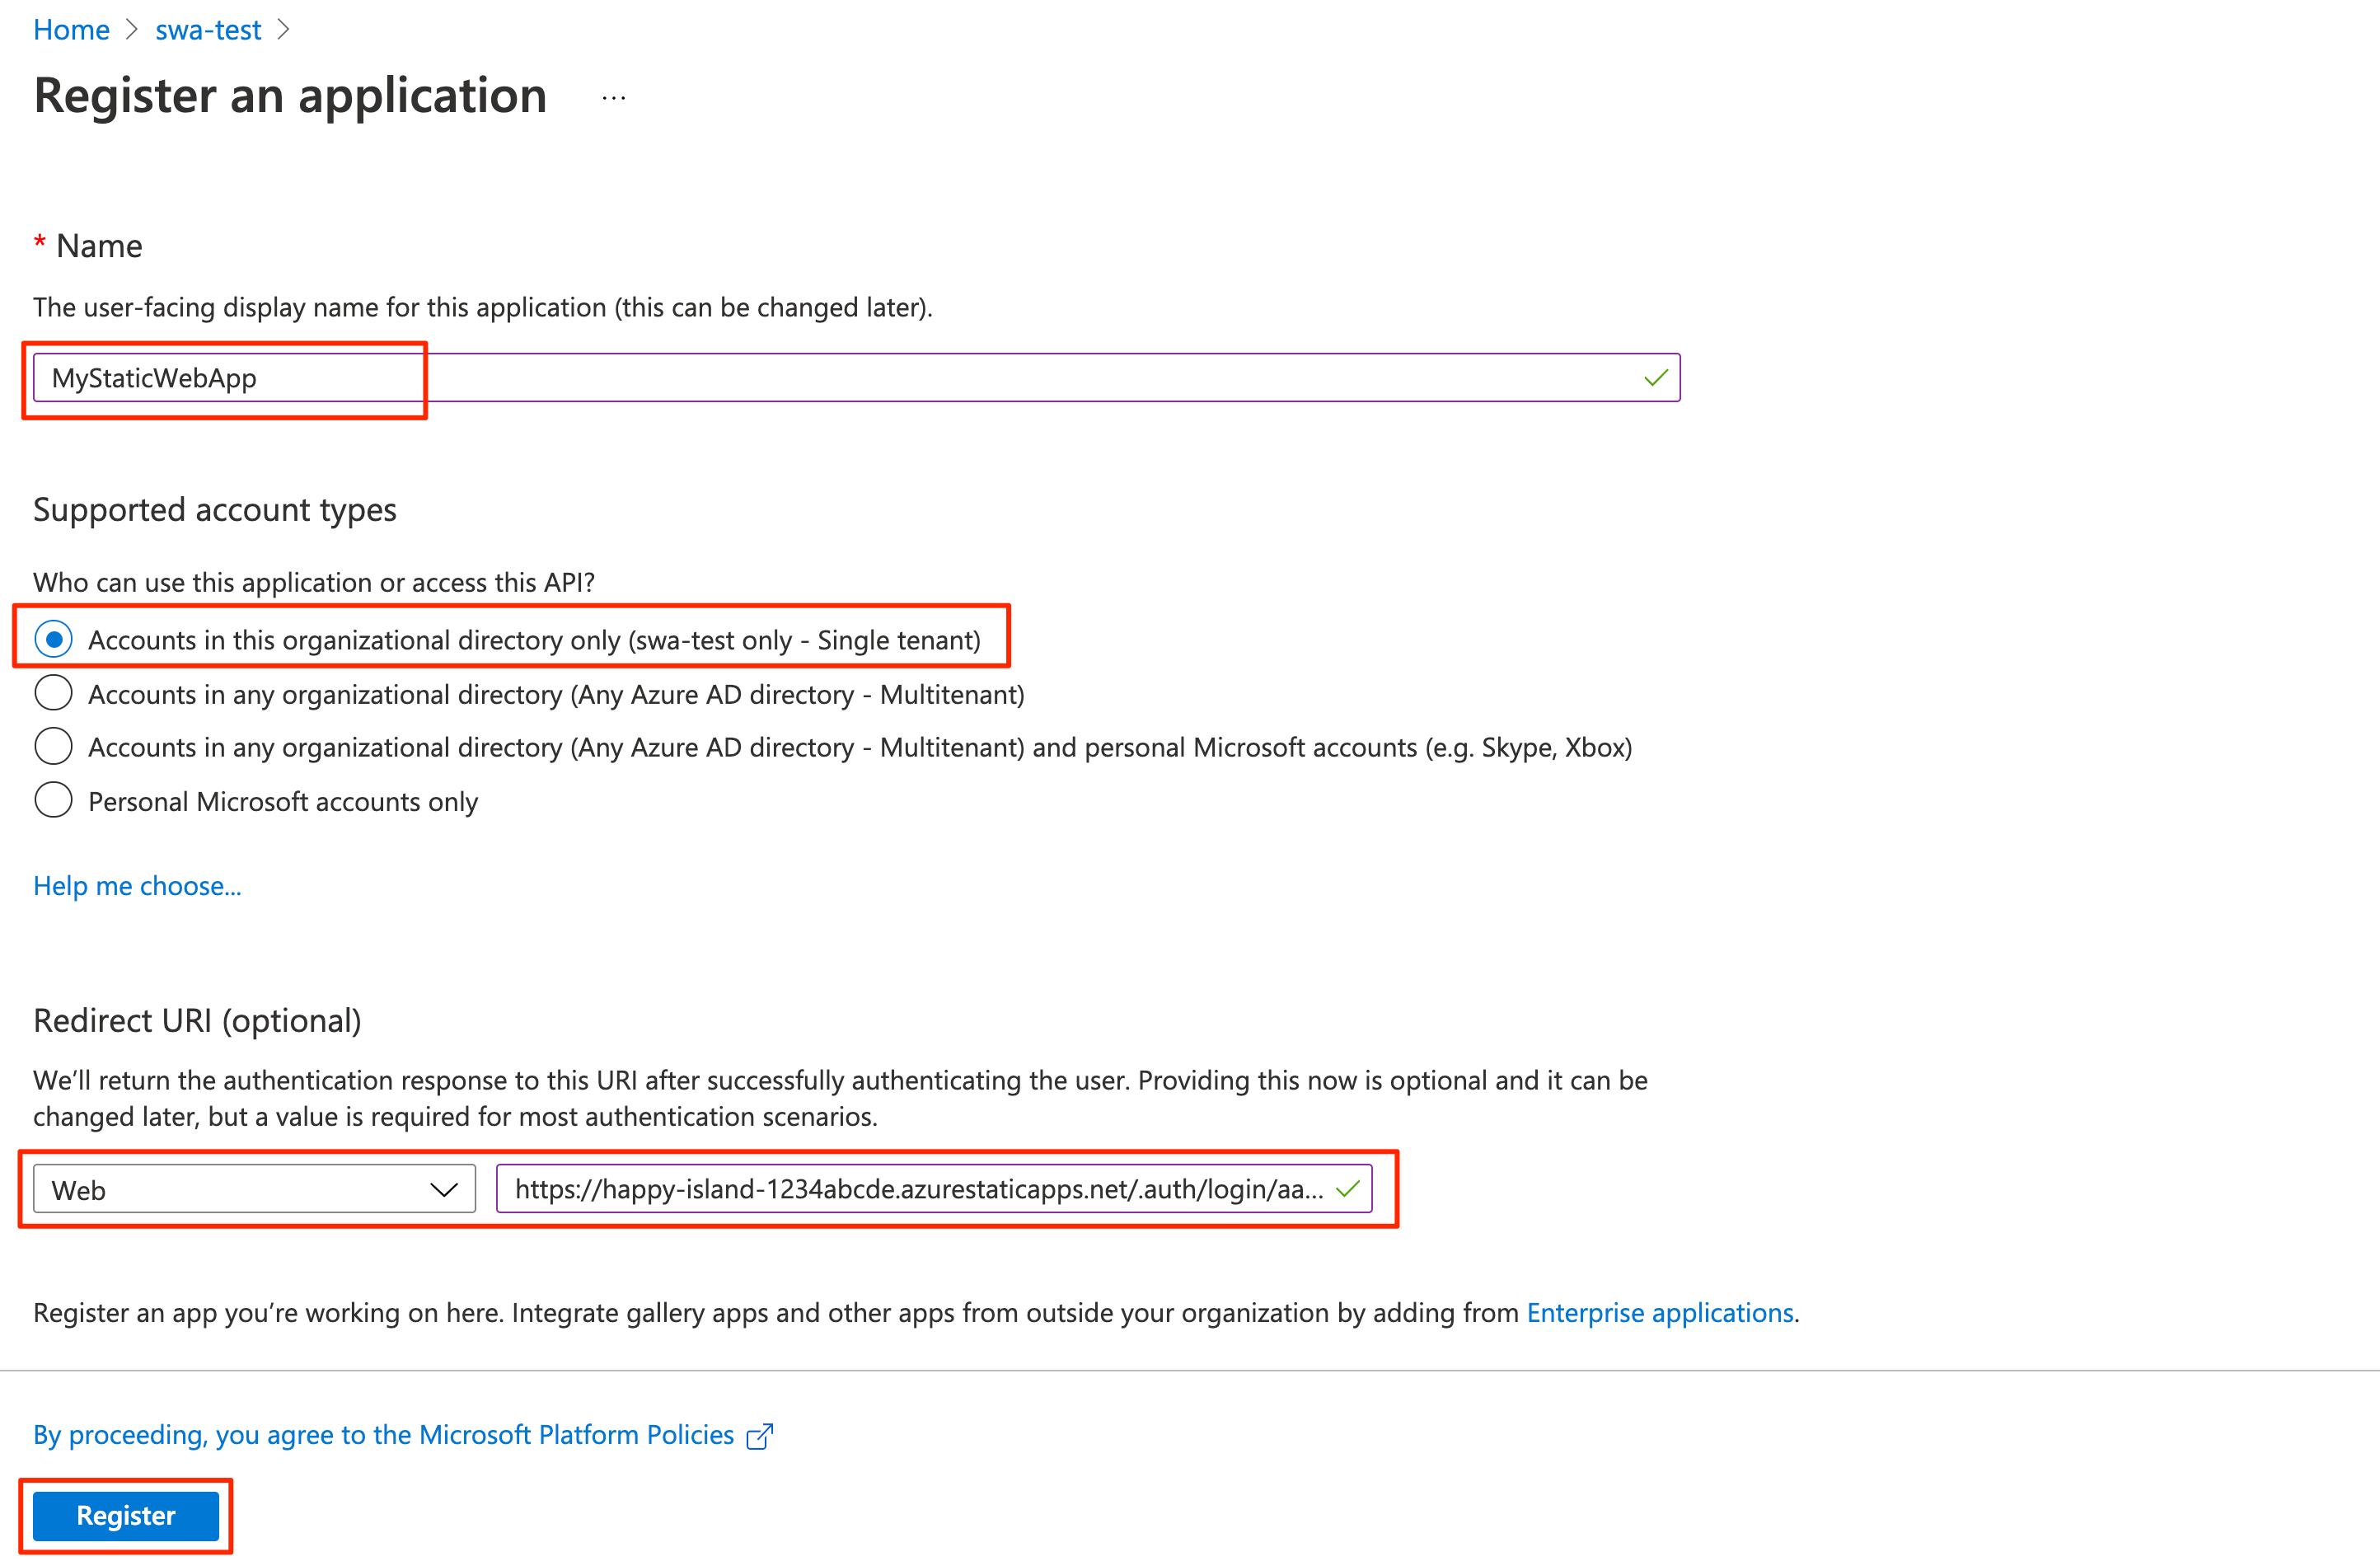 Home > swa-test >
Register an application ...
* Name
The user-facing display name for this application (this can be changed later).
MyStaticWebApp
Supported account types
Who can use this application or access this API?
Accounts in this organizational directory only (swa-test only - Single tenant)
Accounts in any organizational directory (Any Azure AD directory - Multitenant)
Accounts in any organizational directory (Any Azure AD directory - Multitenant) and personal Microsoft accounts (e.g. Skype, Xbox)
Personal Microsoft accounts only
Help me choose...
Redirect URI (optional)
We’ll return the authentication response to this URI after successfully authenticating the user. Providing this now is optional and it can be
changed later, but a value is required for most authentication scenarios.
Web https://happy-island-1234abcde.azurestaticapps.net/.auth/login/aa...
Register an app you’re working on here. Integrate gallery apps and other apps from outside your organization by adding from Enterprise applications.
By proceeding, you agree to the Microsoft Platform Policies
Register